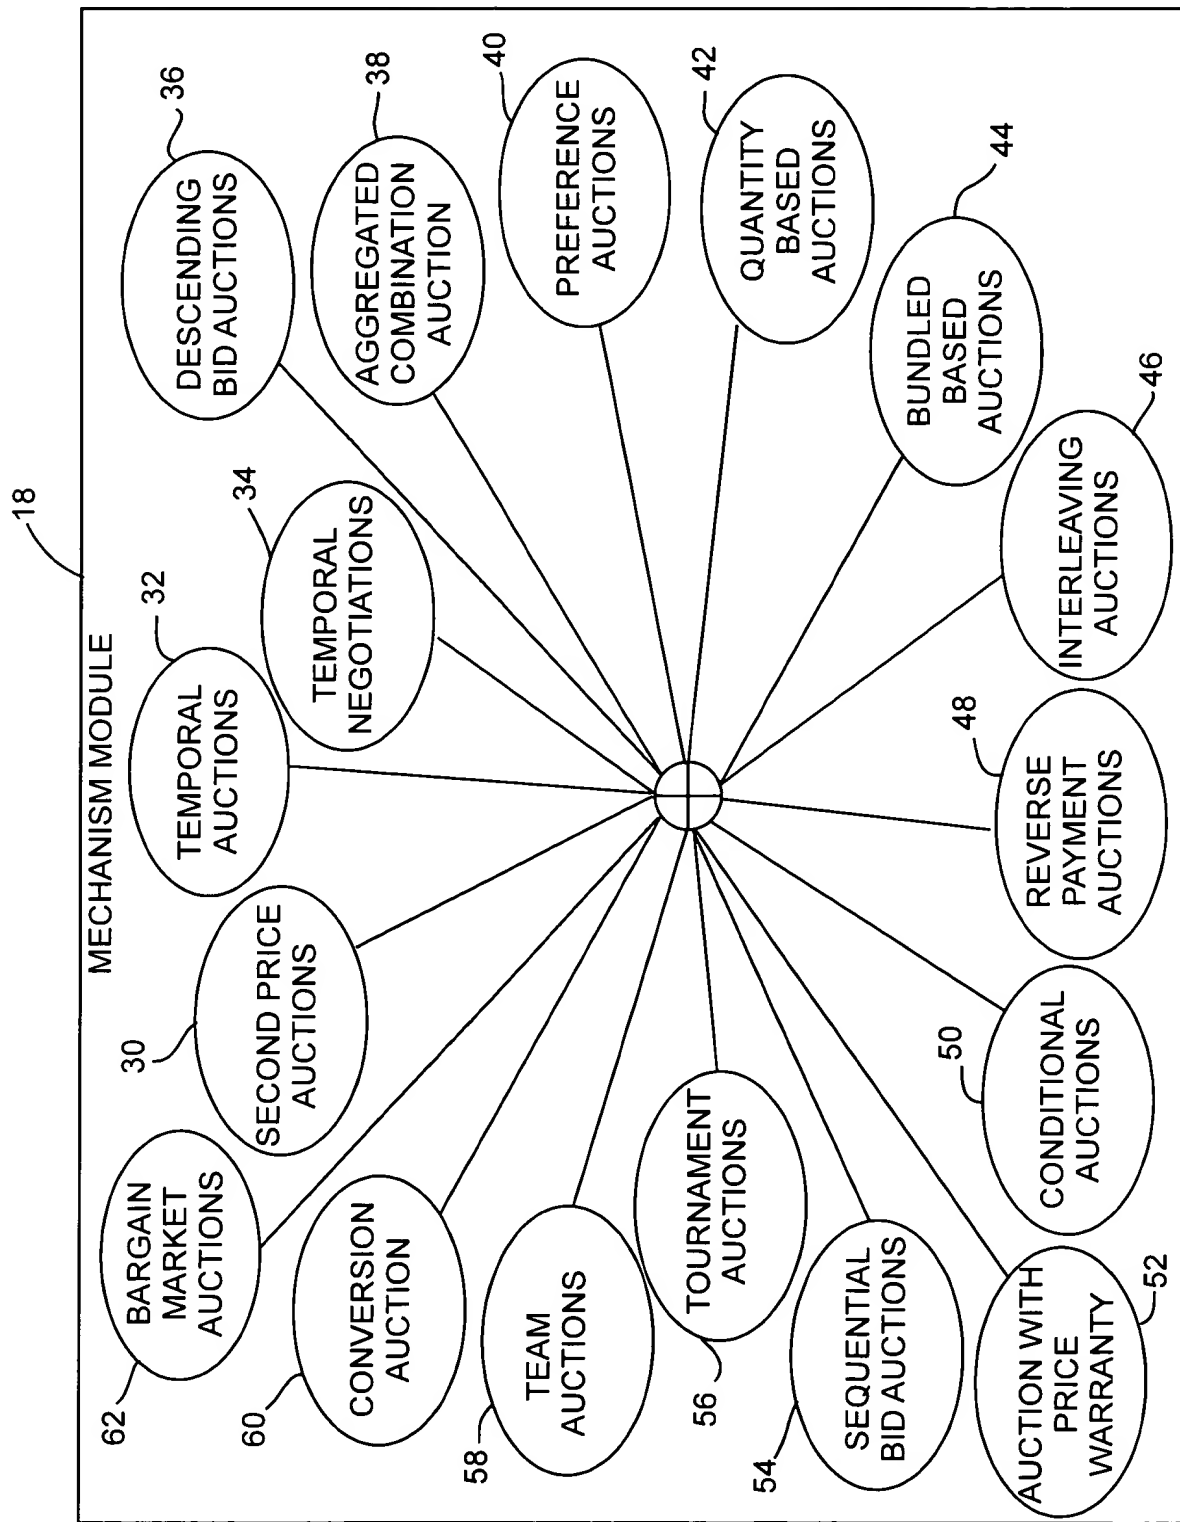 18
MECHANISM MODULE
62
BARGAIN
MARKET
AUCTIONS
30
SECOND PRICE
AUCTIONS
32
TEMPORAL
AUCTIONS
34
TEMPORAL
NEGOTIATIONS
36
DESCENDING
BID AUCTIONS
38
AGGREGATED
COMBINATION
AUCTION
40
PREFERENCE
AUCTIONS
42
QUANTITY
BASED
AUCTIONS
44
BUNDLED
BASED
AUCTIONS
46
INTERLEAVING
AUCTIONS
48
REVERSE
PAYMENT
AUCTIONS
50
CONDITIONAL
AUCTIONS
52
AUCTION WITH
PRICE
WARRANTY
54
SEQUENTIAL
BID AUCTIONS
56
TOURNAMENT
AUCTIONS
58
TEAM
AUCTIONS
60
CONVERSION
AUCTION